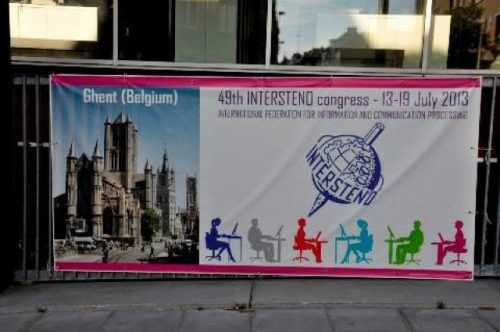 Ghent (Belgium)
49th INTERSTENO congress - 13-19 July 2013
INTERNATIONAL FEDERATION FOR INFORMATION AND COMMUNICATION PROCESSING
INTERSTENO